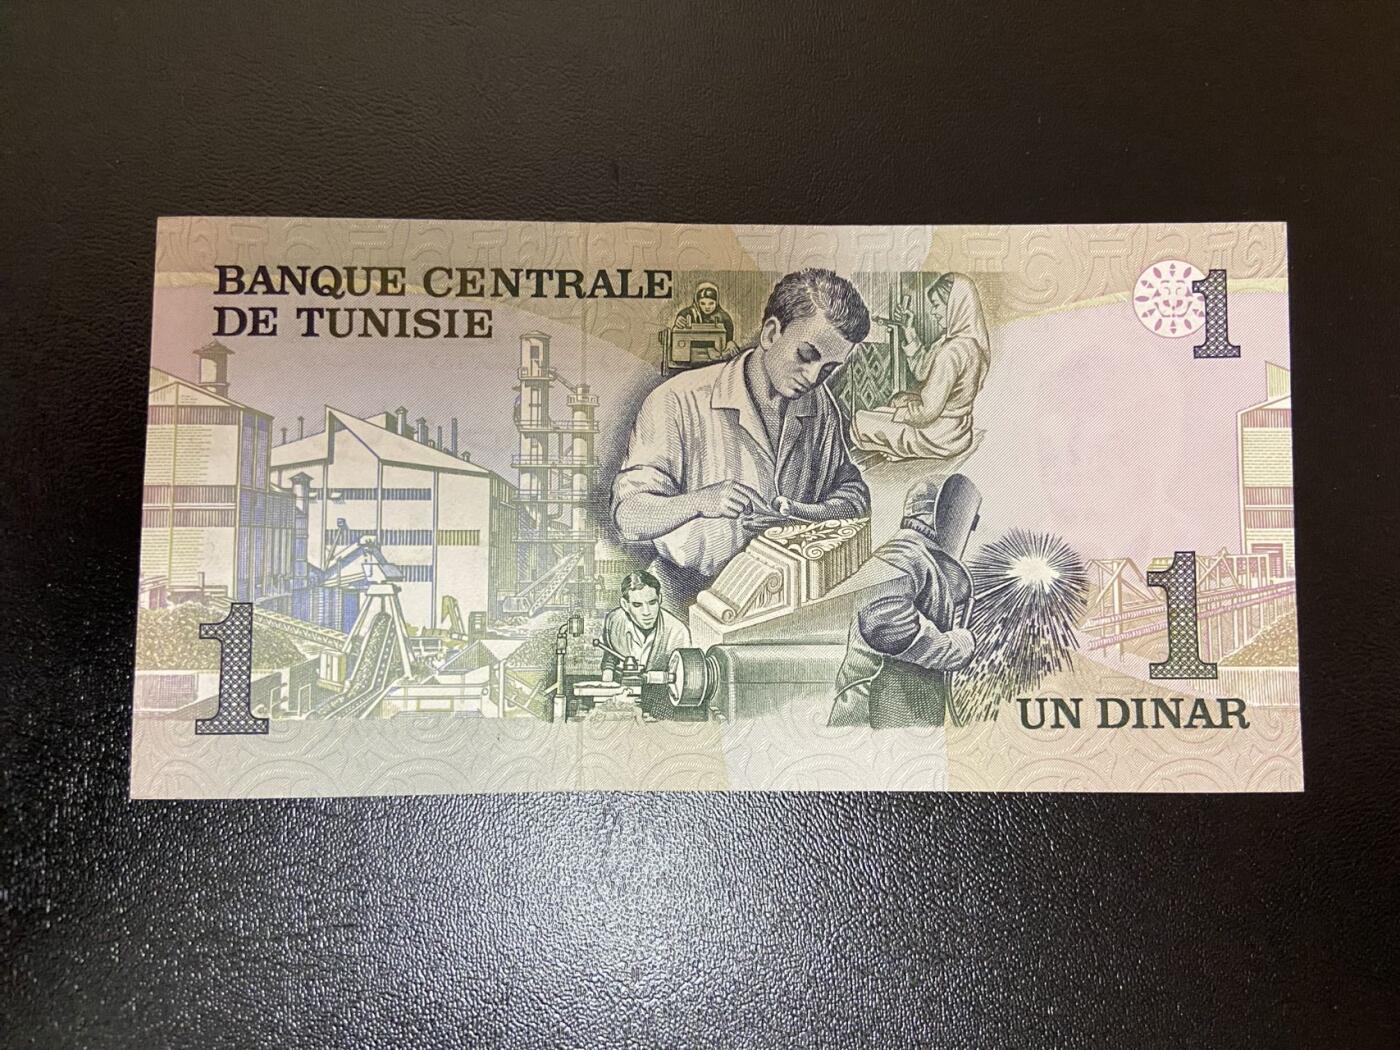 BANQUE CENTRALE
DE TUNISIE
1
1
1
UN DINAR